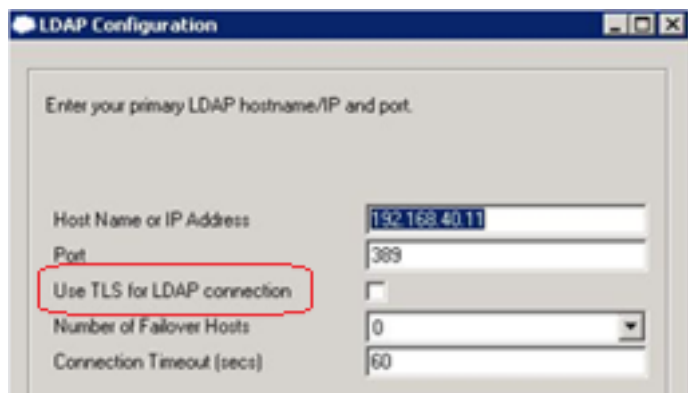 LDAP Configuration
Enter your primary LDAP hostname/IP and port.
Host Name or IP Address 192.168.40.11
Port 389
Use TLS for LDAP connection
Number of Failover Hosts 0
Connection Timeout (secs) 60